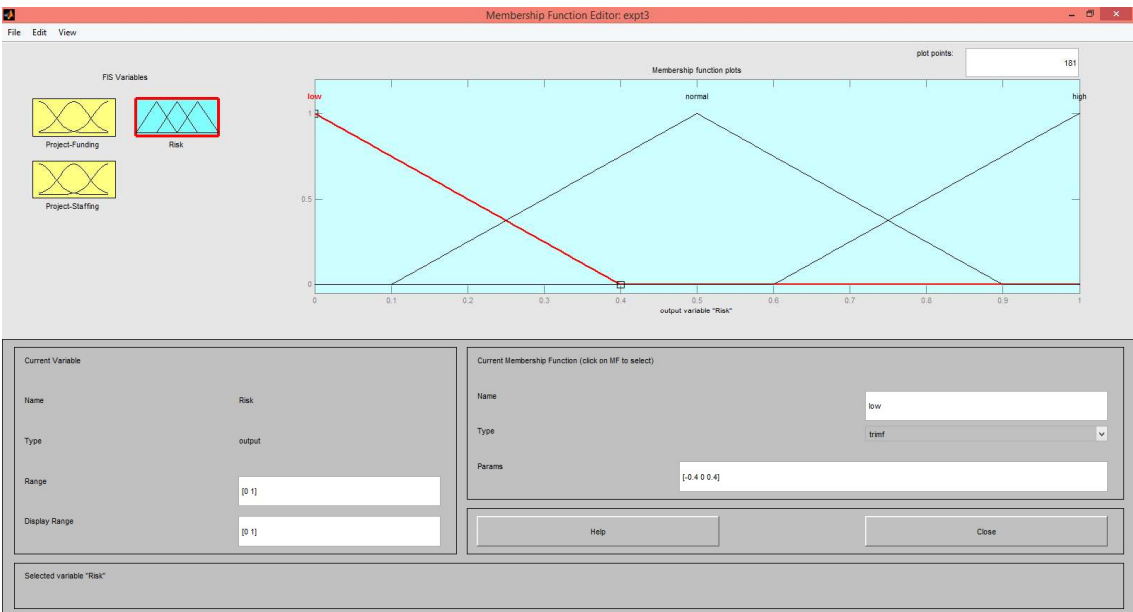 Membership Function Editor: expt3
File Edit View
FIS Variables
Project-Funding
Risk
Project-Staffing
plot points:
181
Membership function plots
low
normal
high
1
0.5
0
0 0.1 0.2 0.3 0.4 0.5 0.6 0.7 0.8 0.9 1
output variable "Risk"
Current Variable
Name Risk
Type output
Range [0 1]
Display Range [0 1]
Current Membership Function (click on MF to select)
Name low
Type trimf
Params [-0.4 0 0.4]
Help Close
Selected variable "Risk"